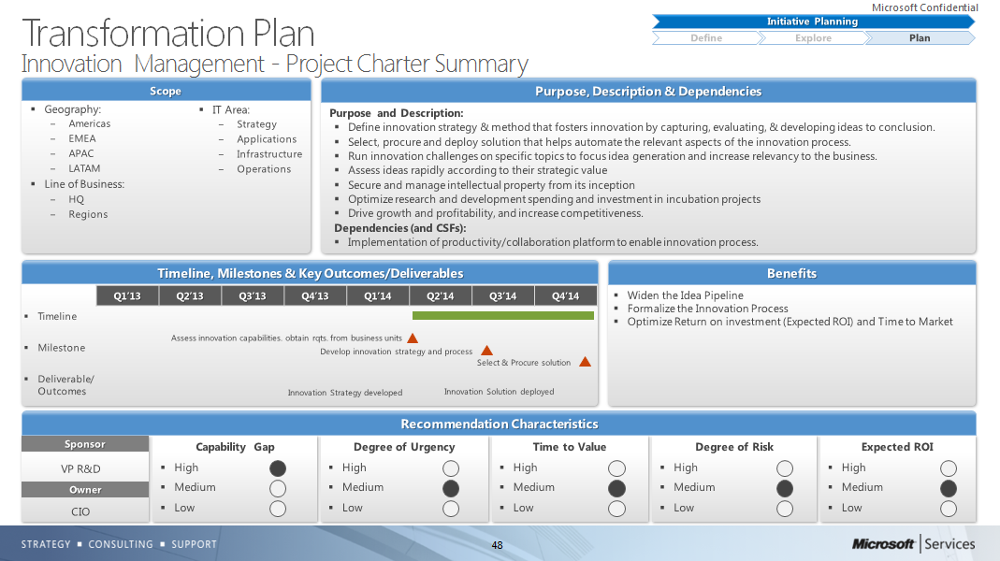 Microsoft Confidential
Transformation Plan
Innovation Management - Project Charter Summary
Initiative Planning
Define
Explore
Plan
Scope
▪ Geography:
– Americas
– EMEA
– APAC
– LATAM
▪ Line of Business:
– HQ
– Regions
▪ IT Area:
– Strategy
– Applications
– Infrastructure
– Operations
Purpose, Description & Dependencies
Purpose and Description:
▪ Define innovation strategy & method that fosters innovation by capturing, evaluating, & developing ideas to conclusion.
▪ Select, procure and deploy solution that helps automate the relevant aspects of the innovation process.
▪ Run innovation challenges on specific topics to focus idea generation and increase relevancy to the business.
▪ Assess ideas rapidly according to their strategic value
▪ Secure and manage intellectual property from its inception
▪ Optimize research and development spending and investment in incubation projects
▪ Drive growth and profitability, and increase competitiveness.
Dependencies (and CSFs):
▪ Implementation of productivity/collaboration platform to enable innovation process.
Timeline, Milestones & Key Outcomes/Deliverables
Q1'13 Q2'13 Q3'13 Q4'13 Q1'14 Q2'14 Q3'14 Q4'14
▪ Timeline
▪ Milestone
Assess innovation capabilities. obtain rqts. from business units
Develop innovation strategy and process
Select & Procure solution
▪ Deliverable/
Outcomes
Innovation Strategy developed
Innovation Solution deployed
Benefits
▪ Widen the Idea Pipeline
▪ Formalize the Innovation Process
▪ Optimize Return on investment (Expected ROI) and Time to Market
Recommendation Characteristics
Sponsor
VP R&D
Owner
CIO
Capability Gap
▪ High
▪ Medium
▪ Low
Degree of Urgency
▪ High
▪ Medium
▪ Low
Time to Value
▪ High
▪ Medium
▪ Low
Degree of Risk
▪ High
▪ Medium
▪ Low
Expected ROI
▪ High
▪ Medium
▪ Low
STRATEGY ▪ CONSULTING ▪ SUPPORT
48
Microsoft | Services